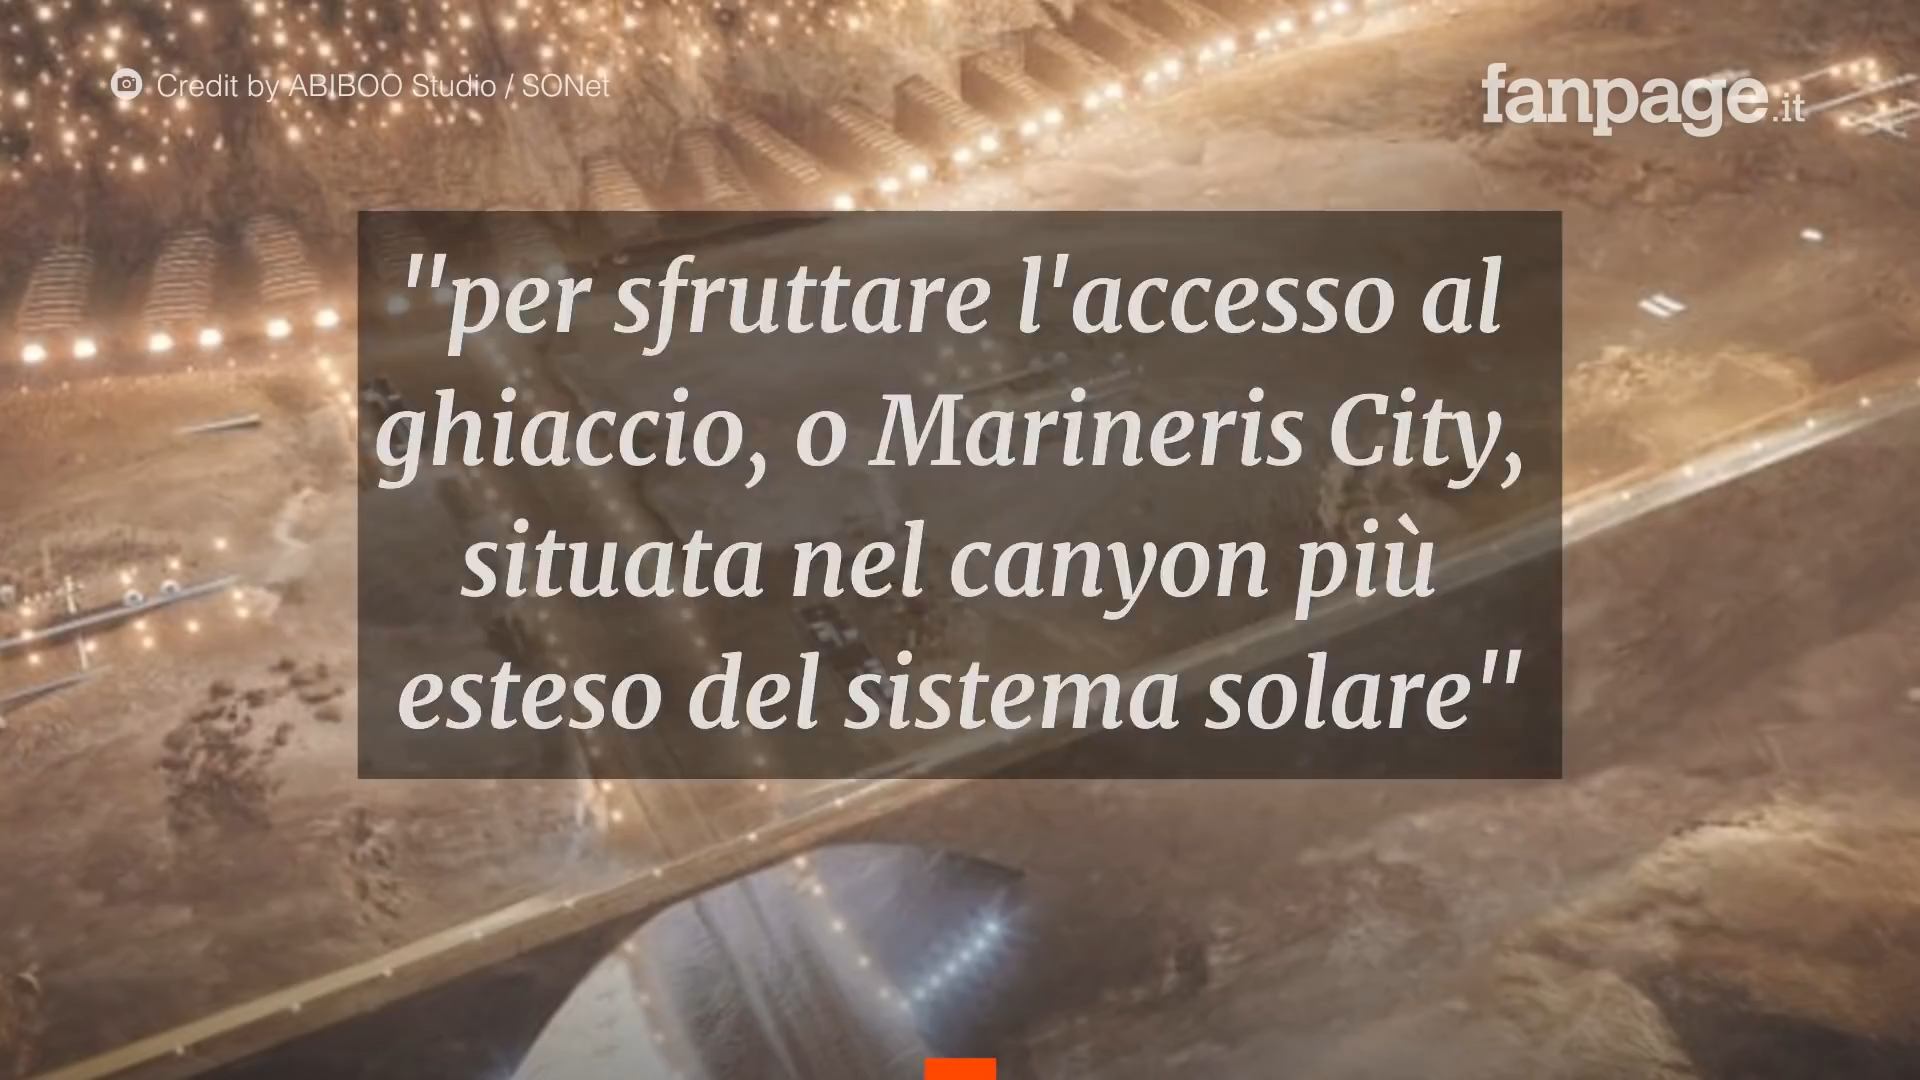 Credit by ABIBOO Studio / SONet
fanpage.it
"per sfruttare l'accesso al
ghiaccio, o Marineris City,
situata nel canyon più
esteso del sistema solare"